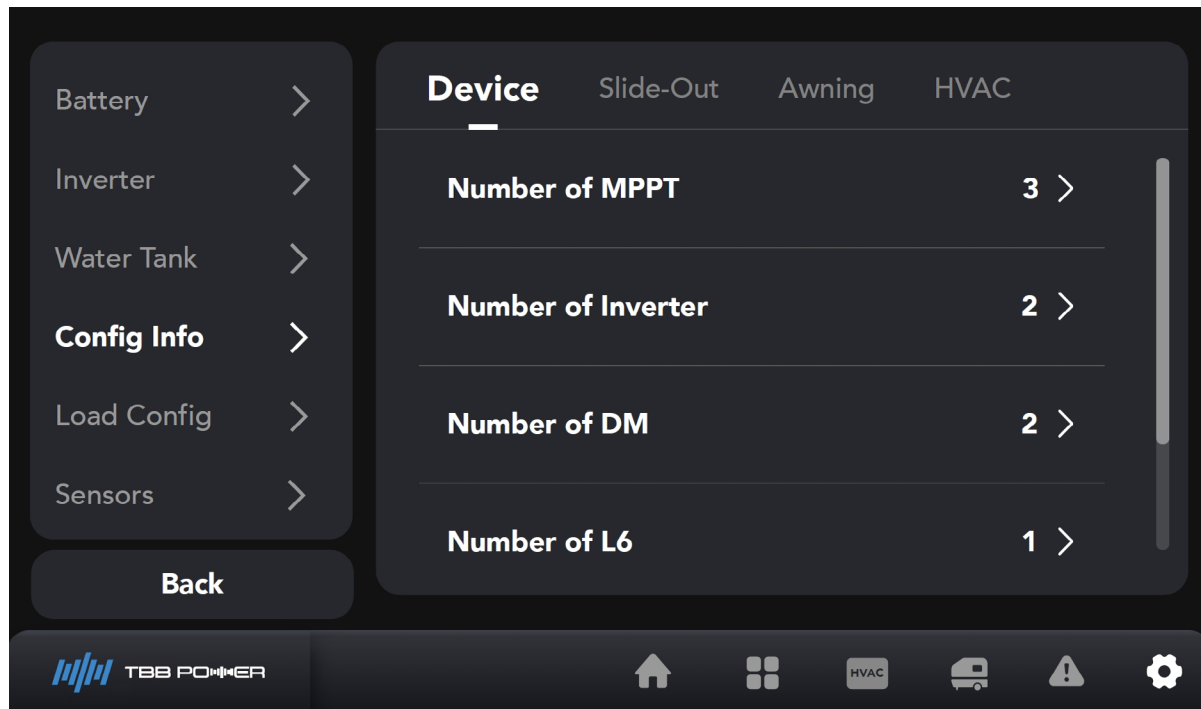 Battery
Inverter
Water Tank
Config Info
Load Config
Sensors
Back
Device Slide-Out Awning HVAC
Number of MPPT 3
Number of Inverter 2
Number of DM 2
Number of L6 1
TBB POWER
HVAC